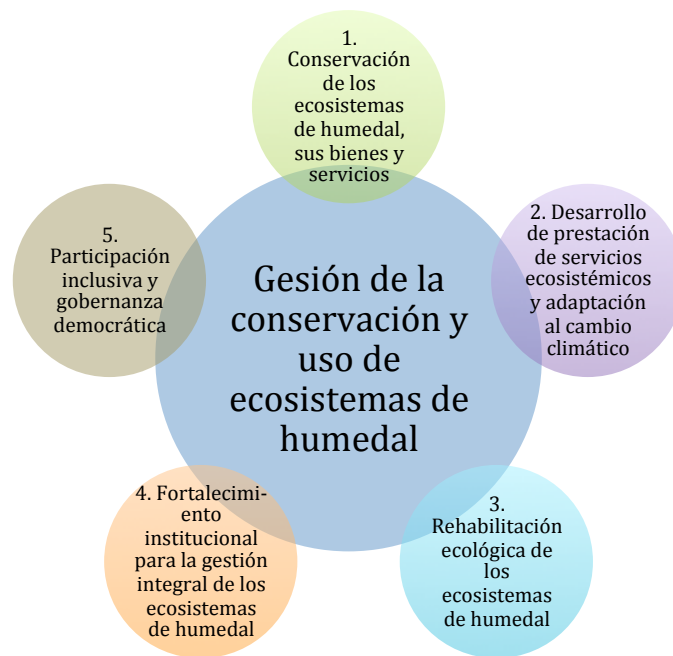 1.
Conservación
de los
ecosistemas
de humedal,
sus bienes y
servicios
2. Desarrollo
de prestación
de servicios
ecosistémicos
y adaptación
al cambio
climático
3.
Rehabilitación
ecológica de
los
ecosistemas
de humedal
4. Fortalecimi-
ento
institucional
para la gestión
integral de los
ecosistemas
de humedal
5.
Participación
inclusiva y
gobernanza
democrática
Gesión de la
conservación y
uso de
ecosistemas de
humedal